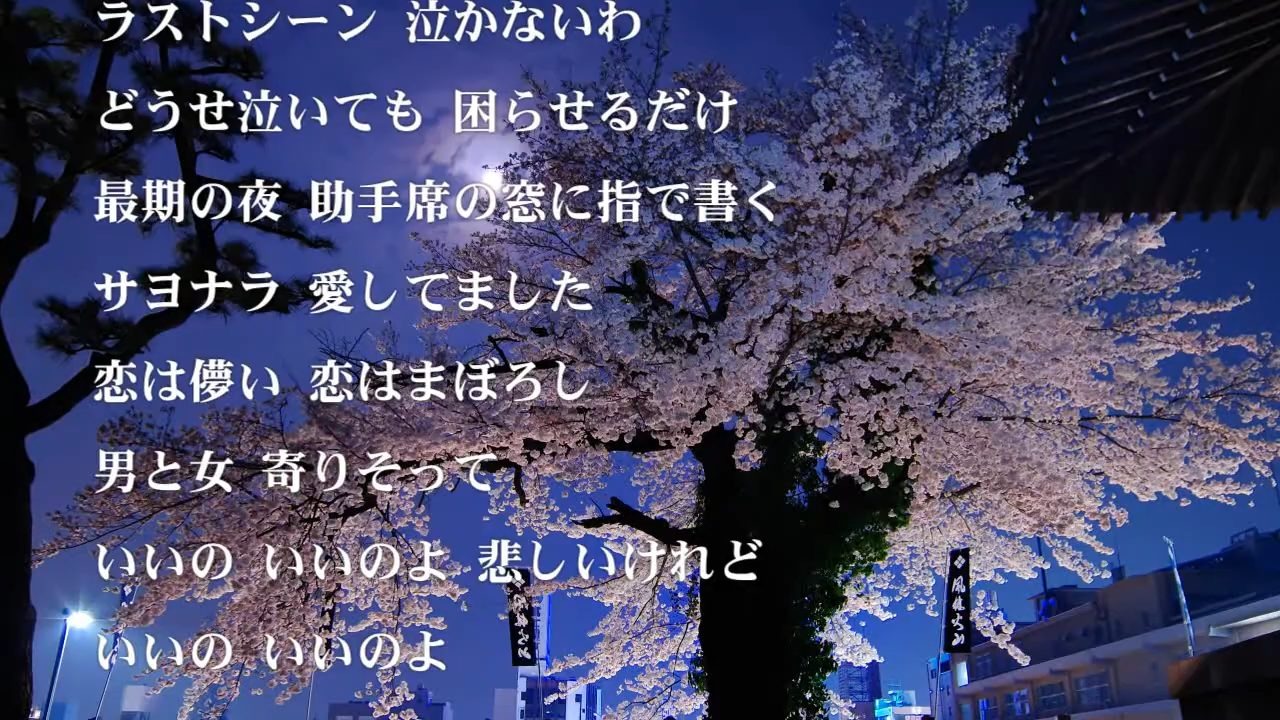 ラストシーン 泣かないわ
どうせ泣いても 困らせるだけ
最期の夜 助手席の窓に指で書く
サヨナラ 愛してました
恋は儚い 恋はまぼろし
男と女 寄りそって
いいの いいのよ 悲しいけれど
いいの いいのよ